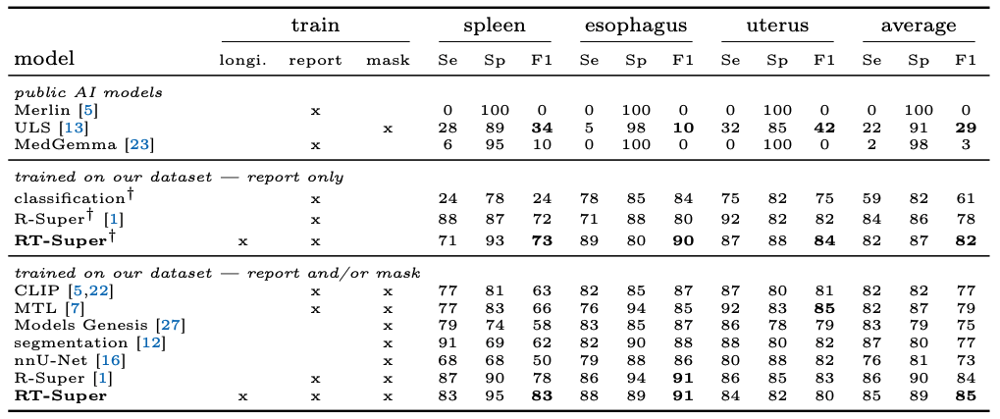 train spleen esophagus uterus average
model longi. report mask Se Sp F1 Se Sp F1 Se Sp F1 Se Sp F1
public AI models
Merlin [5] x 0 100 0 0 100 0 0 100 0 0 100 0
ULS [13] x 28 89 34 5 98 10 32 85 42 22 91 29
MedGemma [23] x 6 95 10 0 100 0 0 100 0 2 98 3
trained on our dataset — report only
classification† x 24 78 24 78 85 84 75 82 75 59 82 61
R-Super† [1] x 88 87 72 71 88 80 92 82 82 84 86 78
RT-Super† x x 71 93 73 89 80 90 87 88 84 82 87 82
trained on our dataset — report and/or mask
CLIP [5,22] x x 77 81 63 82 85 87 87 80 81 82 82 77
MTL [7] x x 77 83 66 76 94 85 92 83 85 82 87 79
Models Genesis [27] x 79 74 58 83 85 87 86 78 79 83 79 75
segmentation [12] x 91 69 62 82 90 88 88 80 82 87 80 77
nnU-Net [16] x 68 68 50 79 88 86 80 88 82 76 81 73
R-Super [1] x x 87 90 78 86 94 91 86 85 83 86 90 84
RT-Super x x x 83 95 83 88 89 91 84 82 80 85 89 85